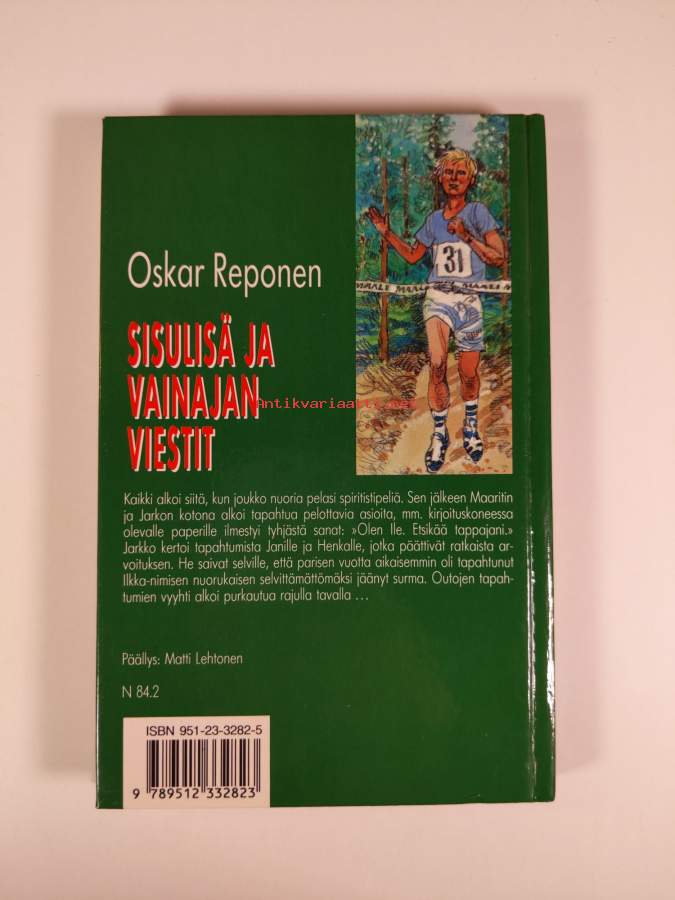 Oskar Reponen
SISULISÄ JA
VAINAJAN
VIESTIT
31
Antikvariaatti.net
Kaikki alkoi siitä, kun joukko nuoria pelasi spiritistipeliä. Sen jälkeen Maaritin
ja Jarkon kotona alkoi tapahtua pelottavia asioita, mm. kirjoituskoneessa
olevalle paperille ilmestyi tyhjästä sanat: »Olen Ile. Etsikää tappajani.»
Jarkko kertoi tapahtumista Janille ja Henkalle, jotka päättivät ratkaista ar-
voituksen. He saivat selville, että parisen vuotta aikaisemmin oli tapahtunut
Ilkka-nimisen nuorukaisen selvittämättömäksi jäänyt surma. Outojen tapah-
tumien vyyhti alkoi purkautua rajulla tavalla ...
Päällys: Matti Lehtonen
N 84.2
ISBN 951-23-3282-5
9 789512 332823